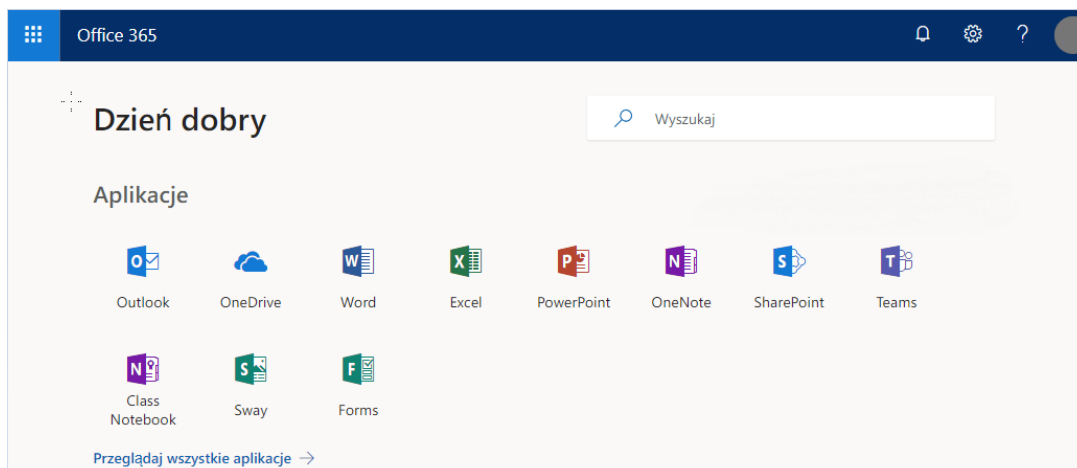 Office 365
?
Dzień dobry
Wyszukaj
Aplikacje
Outlook OneDrive Word Excel PowerPoint OneNote SharePoint Teams
Class Notebook Sway Forms
Przeglądaj wszystkie aplikacje →